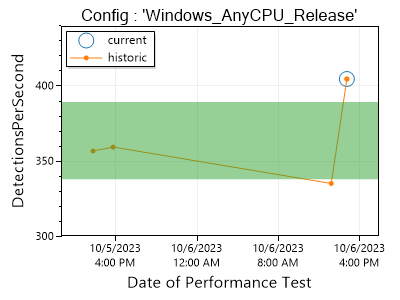 Config : 'Windows_AnyCPU_Release'
current
historic
DetectionsPerSecond
400
350
300
10/5/2023 10/6/2023 10/6/2023 10/6/2023
4:00 PM 12:00 AM 8:00 AM 4:00 PM
Date of Performance Test